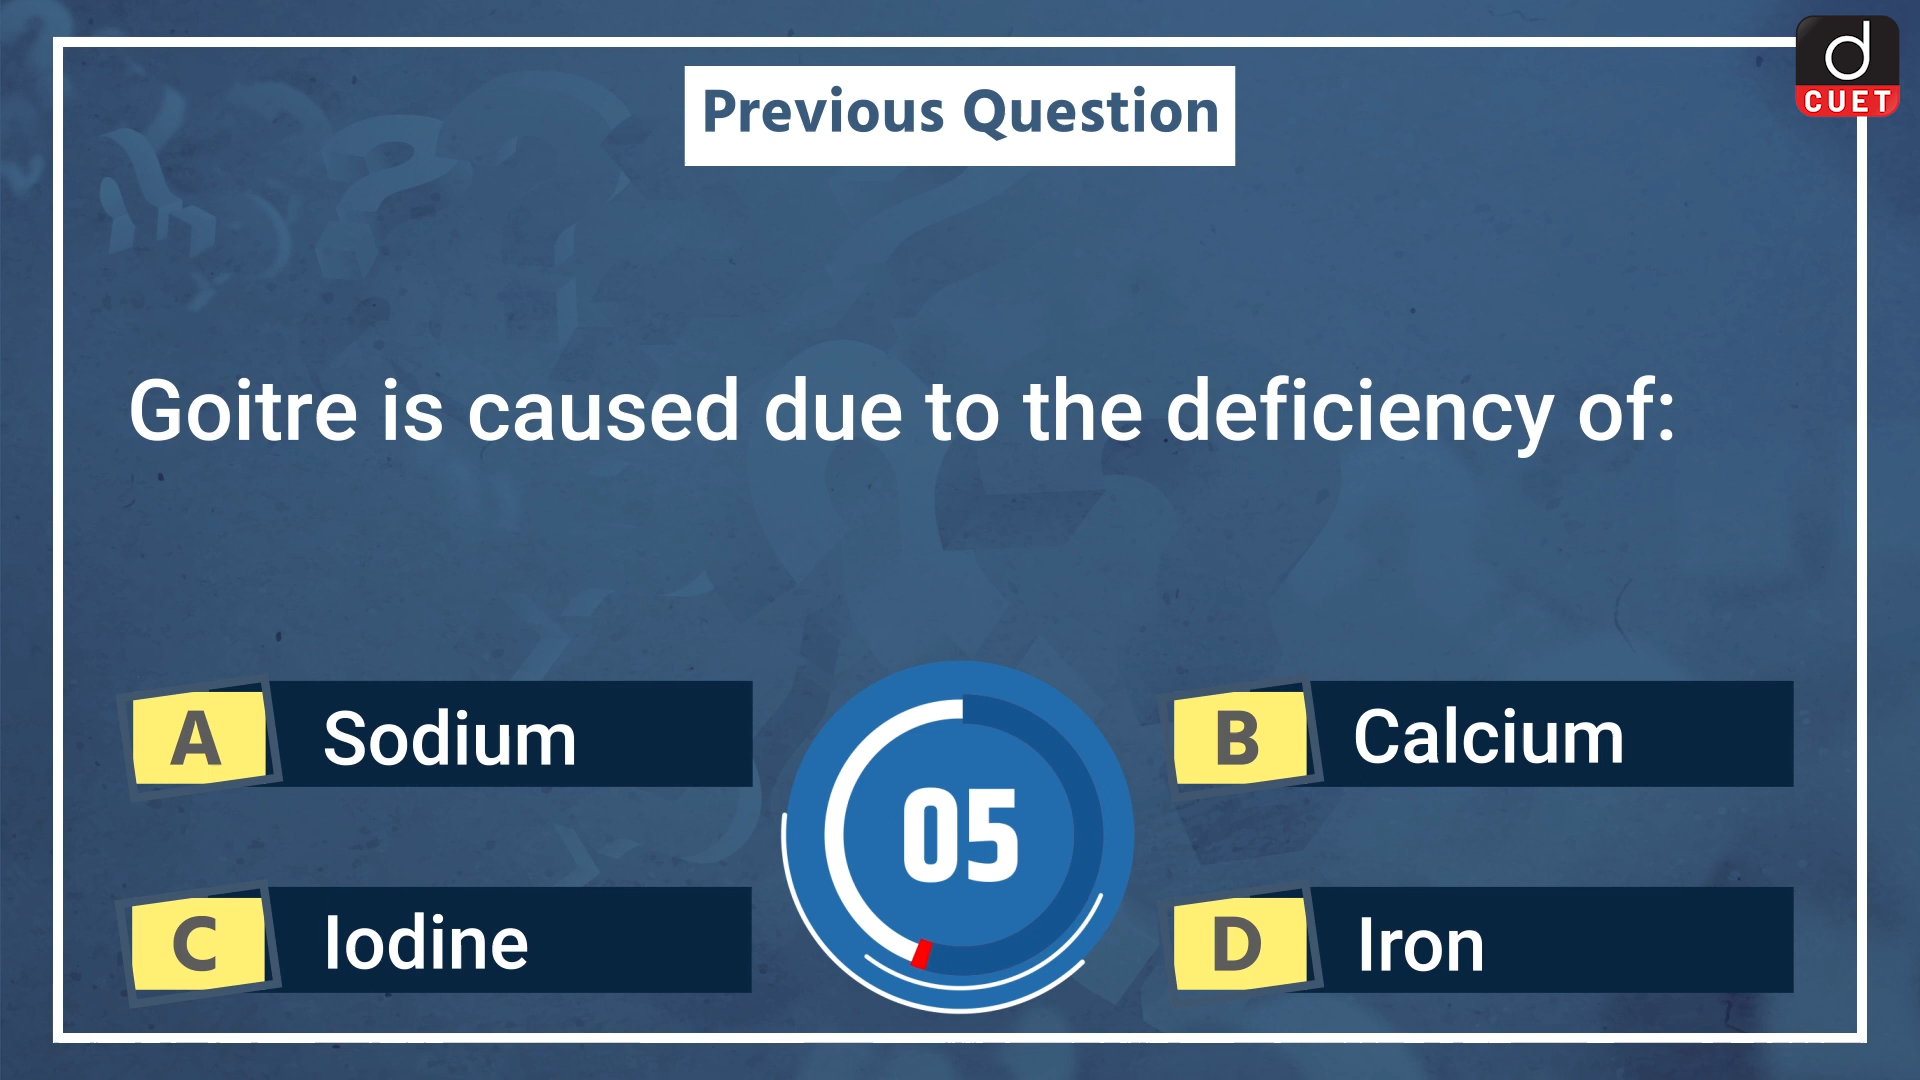 d
CUET
Previous Question
Goitre is caused due to the deficiency of:
A Sodium
B Calcium
05
C Iodine
D Iron